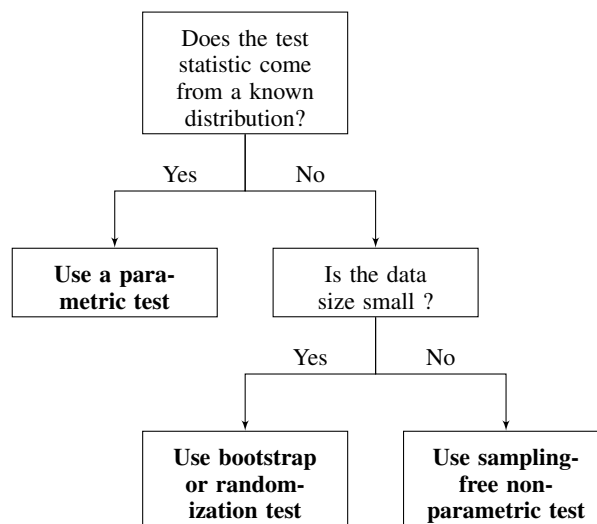 Does the test
statistic come
from a known
distribution?
Yes
No
Use a para-
metric test
Is the data
size small ?
Yes
No
Use bootstrap
or random-
ization test
Use sampling-
free non-
parametric test